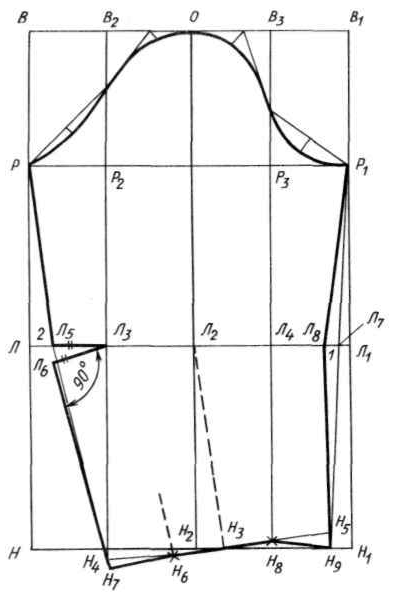 В В₂ О В₃ В₁
Р Р₂ Р₃ Р₁
Л₇
Л 2 Л₅ Л₃ Л₂ Л₄ Л₈ 1 Л₁
Л₆
90°
Н₂ Н₃ Н₅
Н Н₄ Н₆ Н₈ Н₉ Н₁
Н₇